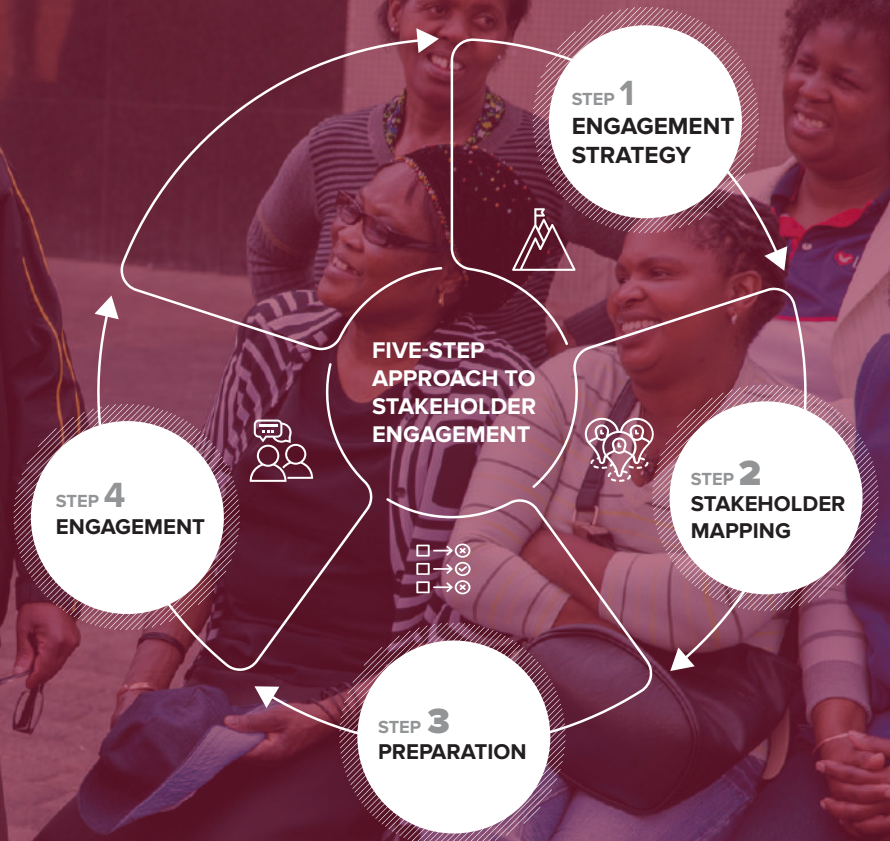 STEP 1
ENGAGEMENT
STRATEGY
FIVE-STEP
APPROACH TO
STAKEHOLDER
ENGAGEMENT
STEP 2
STAKEHOLDER
MAPPING
STEP 3
PREPARATION
STEP 4
ENGAGEMENT